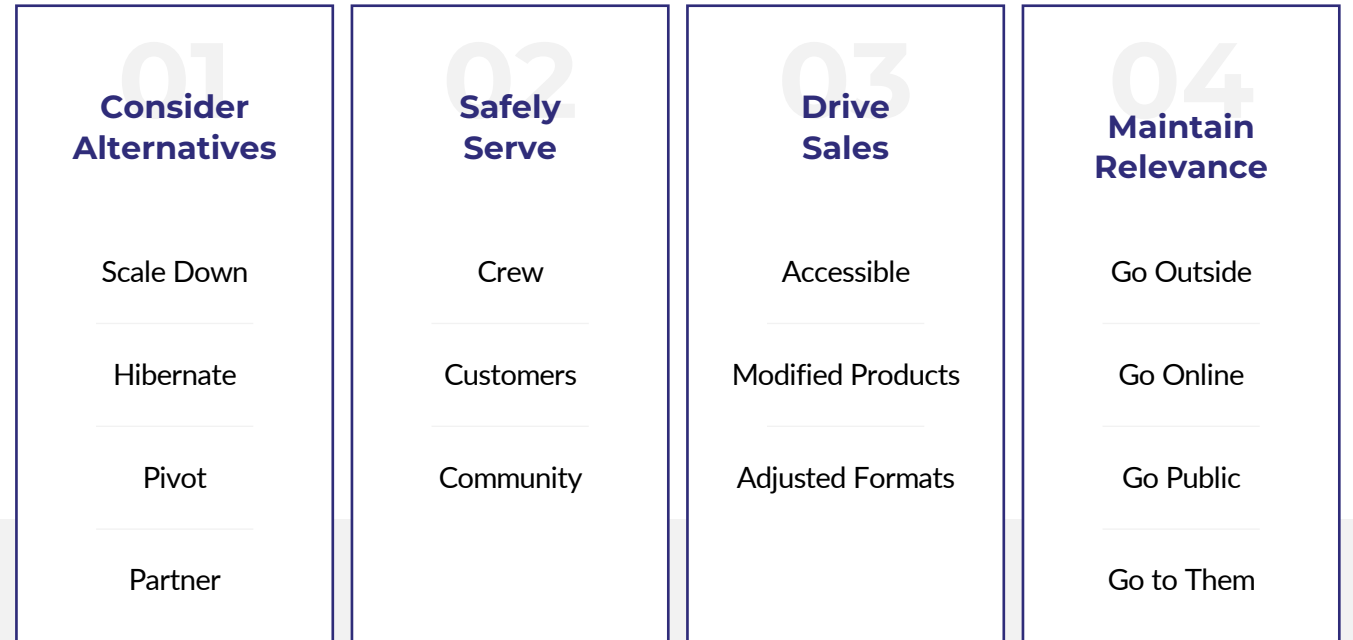 01
Consider
Alternatives
Scale Down
Hibernate
Pivot
Partner
02
Safely
Serve
Crew
Customers
Community
03
Drive
Sales
Accessible
Modified Products
Adjusted Formats
04
Maintain
Relevance
Go Outside
Go Online
Go Public
Go to Them